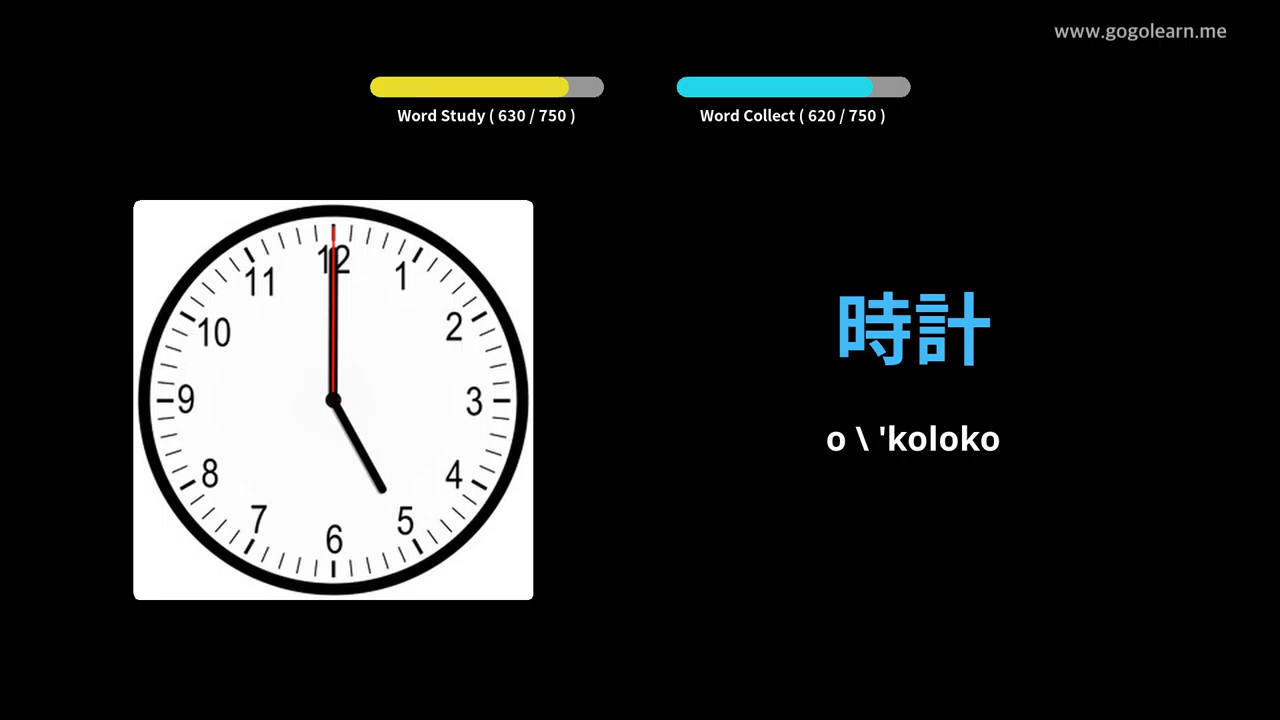 www.gogolearn.me
Word Study ( 630 / 750 )
Word Collect ( 620 / 750 )
12
11
1
10
2
9
3
8
4
7
5
6
時計
o \ 'koloko